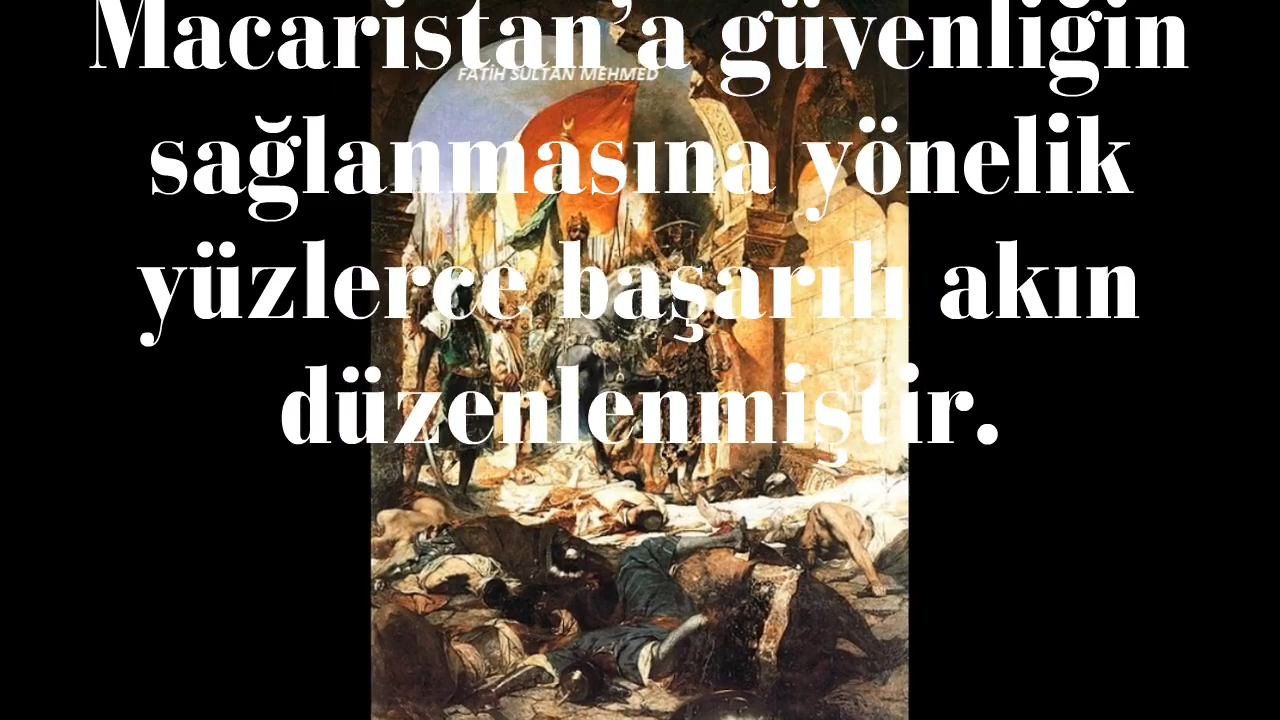 Macaristan’a güvenliğin
FATİH SULTAN MEHMED
sağlanmasına yönelik
yüzlerce başarılı akın
düzenlenmiştir.